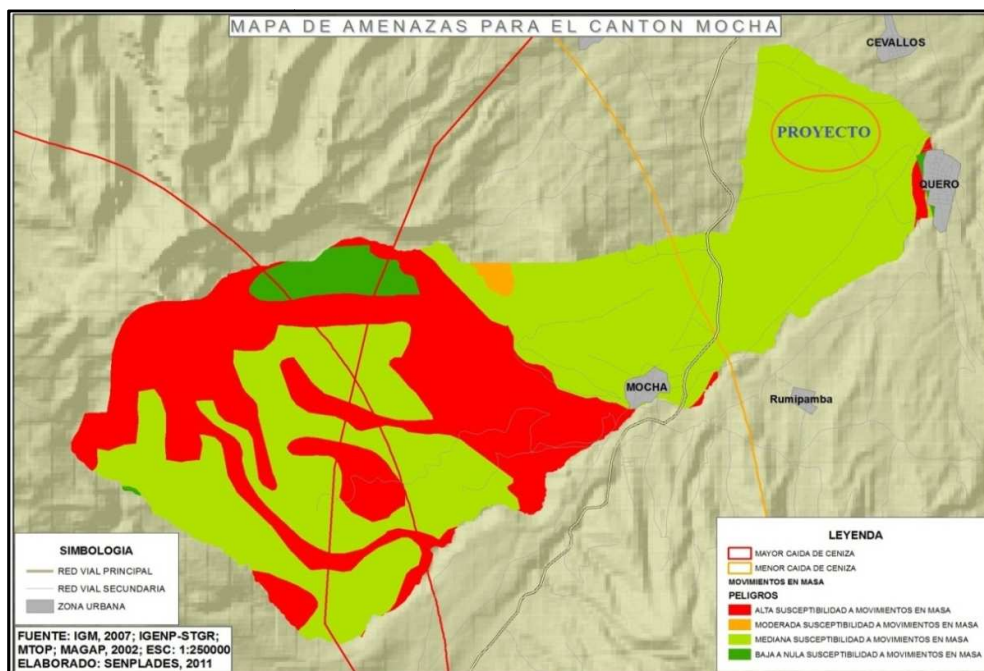 MAPA DE AMENAZAS PARA EL CANTON MOCHA
CEVALLOS
PROYECTO
QUERO
MOCHA
Rumipamba
SIMBOLOGIA
RED VIAL PRINCIPAL
RED VIAL SECUNDARIA
ZONA URBANA
FUENTE: IGM, 2007; IGENP-STGR;
MTOP; MAGAP, 2002; ESC: 1:250000
ELABORADO: SENPLADES, 2011
LEYENDA
MAYOR CAIDA DE CENIZA
MENOR CAIDA DE CENIZA
MOVIMIENTOS EN MASA
PELIGROS
ALTA SUSCEPTIBILIDAD A MOVIMIENTOS EN MASA
MODERADA SUSCEPTIBILIDAD A MOVIMIENTOS EN MASA
MEDIANA SUSCEPTIBILIDAD A MOVIMIENTOS EN MASA
BAJA A NULA SUSCEPTIBILIDAD A MOVIMIENTOS EN MASA